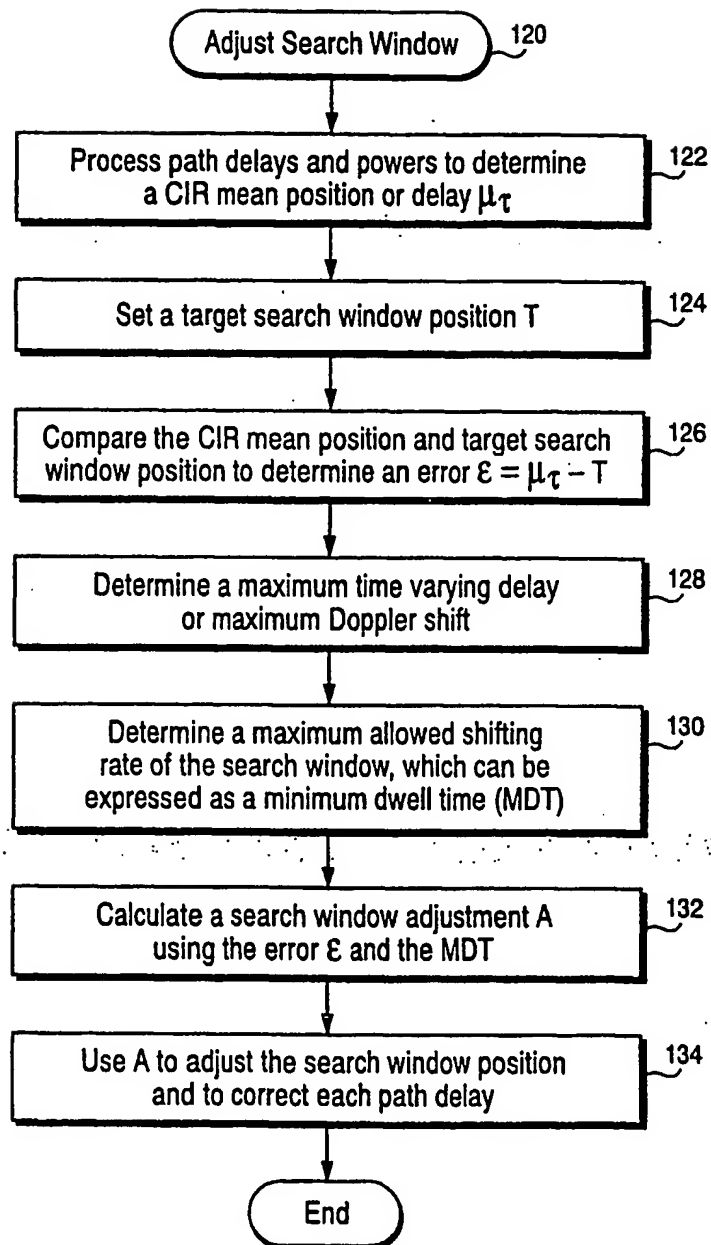 Adjust Search Window
120
Process path delays and powers to determine
a CIR mean position or delay μτ
122
Set a target search window position T
124
Compare the CIR mean position and target search
window position to determine an error ε = μτ – T
126
Determine a maximum time varying delay
or maximum Doppler shift
128
Determine a maximum allowed shifting
rate of the search window, which can be
expressed as a minimum dwell time (MDT)
130
Calculate a search window adjustment A
using the error ε and the MDT
132
Use A to adjust the search window position
and to correct each path delay
134
End